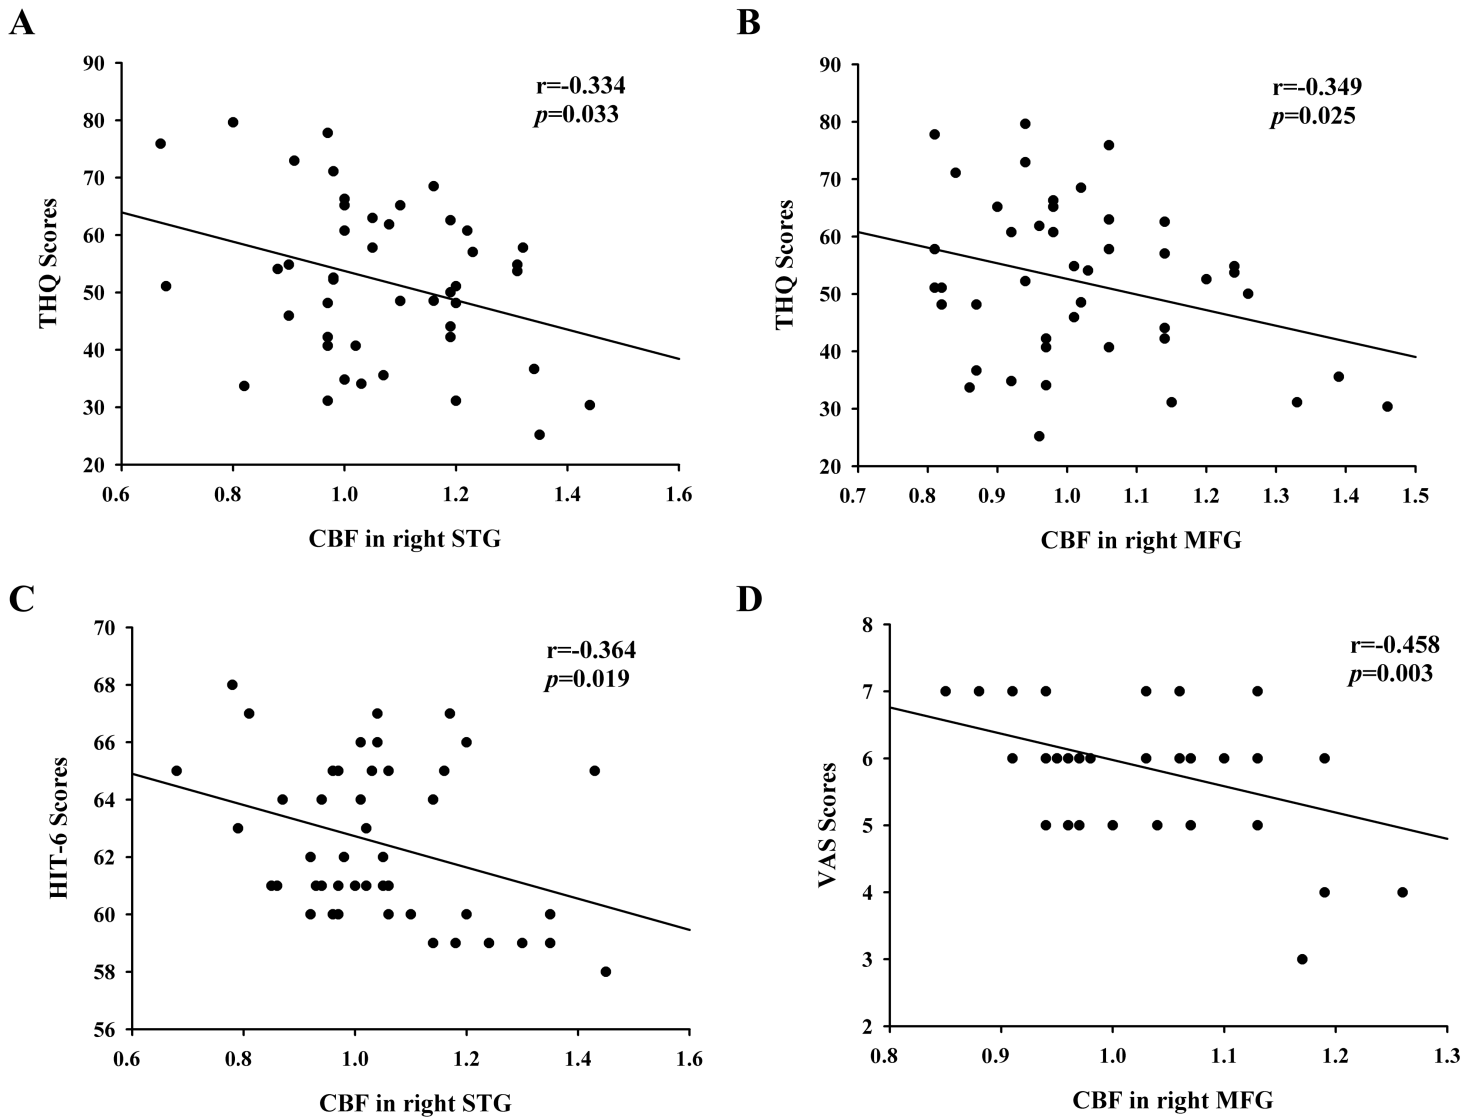 A
90
80
70
60
50
40
30
20
THQ Scores
r=-0.334
p=0.033
0.6 0.8 1.0 1.2 1.4 1.6
CBF in right STG
B
90
80
70
60
50
40
30
20
THQ Scores
r=-0.349
p=0.025
0.7 0.8 0.9 1.0 1.1 1.2 1.3 1.4 1.5
CBF in right MFG
C
70
68
66
64
62
60
58
56
HIT-6 Scores
r=-0.364
p=0.019
0.6 0.8 1.0 1.2 1.4 1.6
CBF in right STG
D
8
7
6
5
4
3
2
VAS Scores
r=-0.458
p=0.003
0.8 0.9 1.0 1.1 1.2 1.3
CBF in right MFG